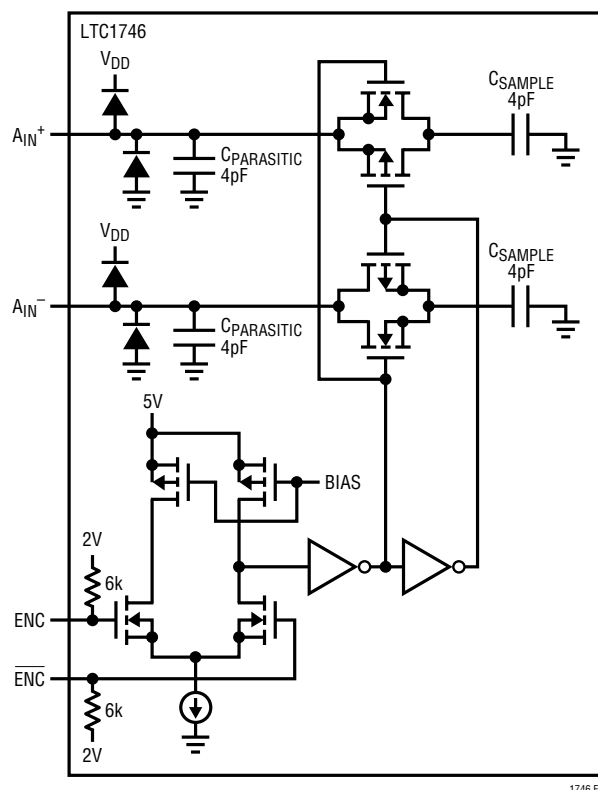 LTC1746
VDD
CSAMPLE
4pF
AIN+
CPARASITIC
4pF
VDD
CSAMPLE
4pF
AIN−
CPARASITIC
4pF
5V
BIAS
2V
6k
ENC
ENC
6k
2V